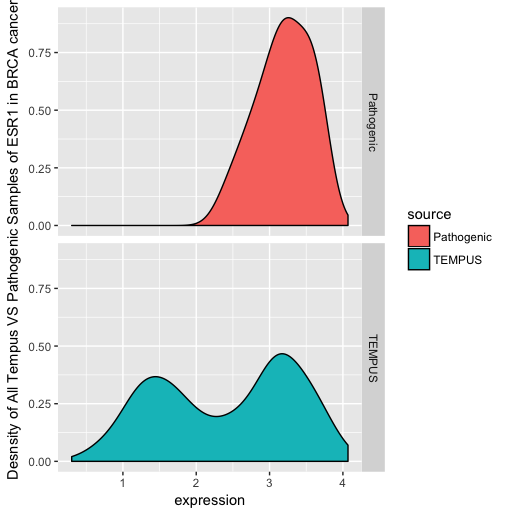 Desnsity of All Tempus VS Pathogenic Samples of ESR1 in BRCA cancer
0.75
0.50
0.25
0.00
Pathogenic
0.75
0.50
0.25
0.00
TEMPUS
1 2 3 4
expression
source
Pathogenic
TEMPUS